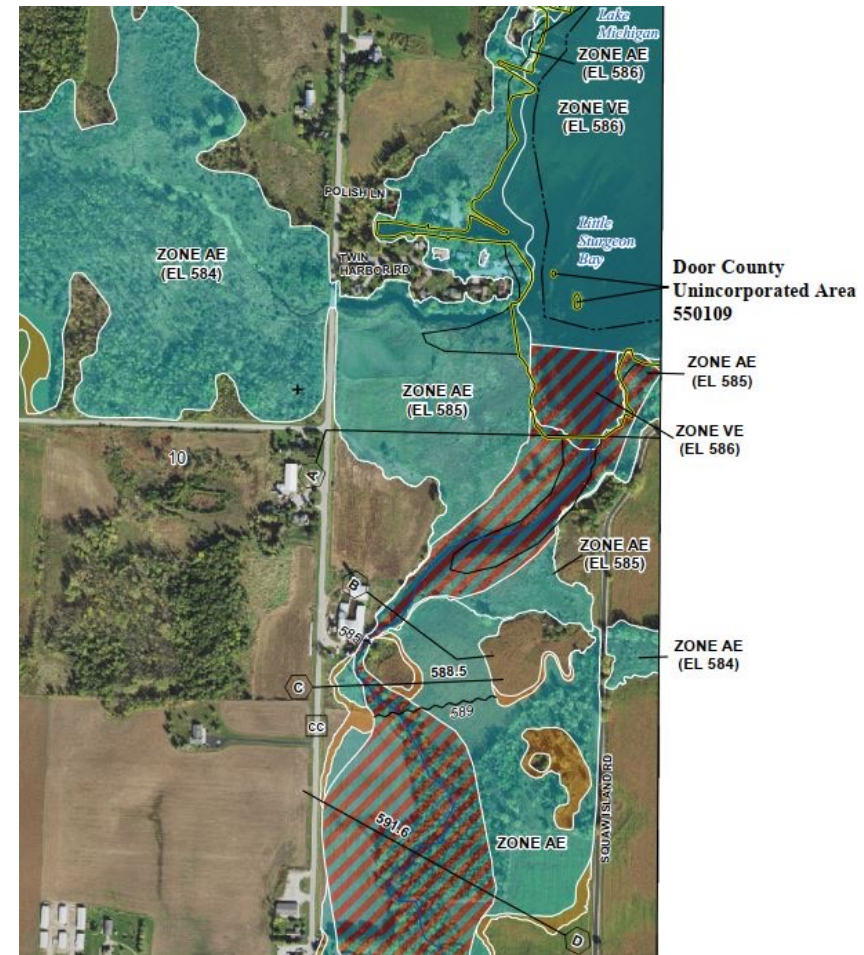 Lake
Michigan
ZONE AE
(EL 586)
ZONE VE
(EL 586)
POLISH LN
Little
Sturgeon
Bay
ZONE AE
(EL 584)
TWIN
HARBOR RD
Door County
Unincorporated Area
550109
ZONE AE
(EL 585)
ZONE AE
(EL 585)
ZONE VE
(EL 586)
10
A
ZONE AE
(EL 585)
B
585
ZONE AE
(EL 584)
588.5
C
589
CC
SQUAW ISLAND RD
591.6
ZONE AE
D